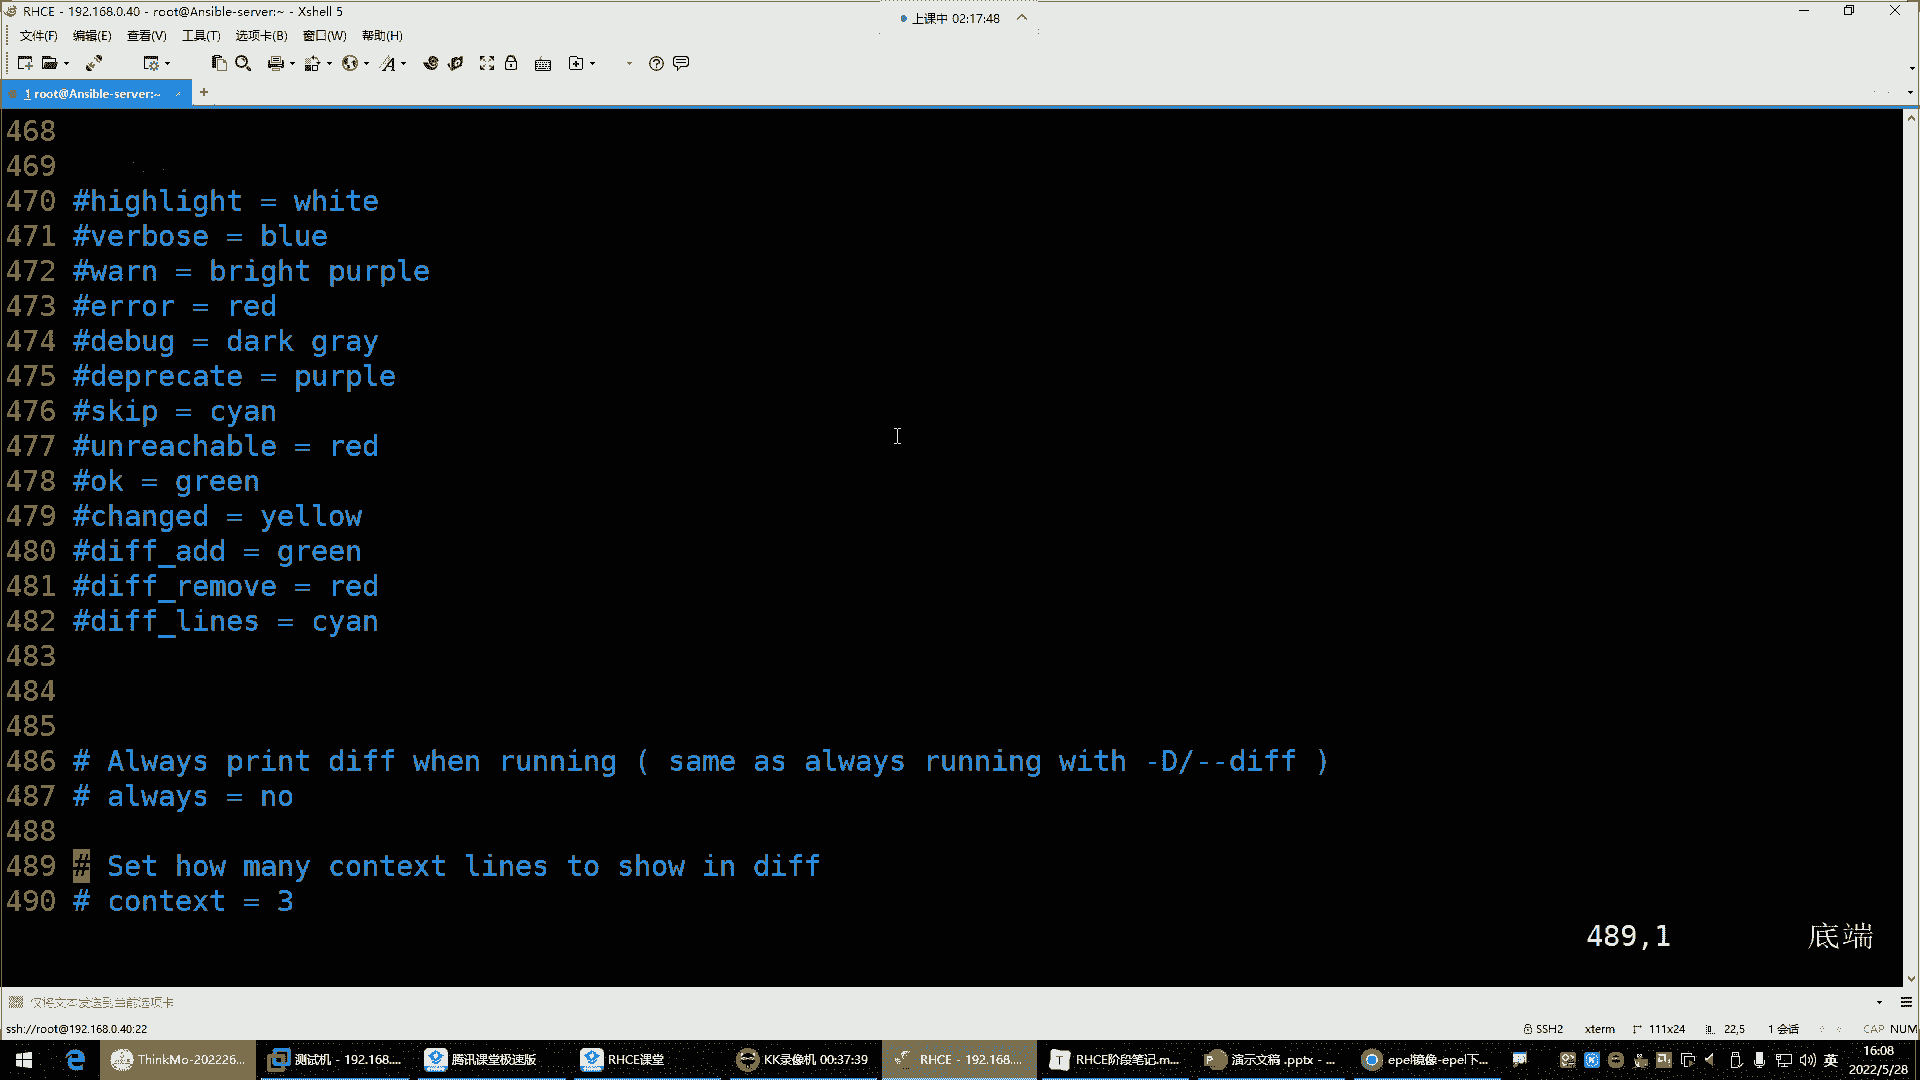 RHCE - 192.168.0.40 - root@Ansible-server:~ - Xshell 5
上课中 02:17:48
文件(F) 编辑(E) 查看(V) 工具(T) 选项卡(B) 窗口(W) 帮助(H)
1 root@Ansible-server:~
468
469
470 #highlight = white
471 #verbose = blue
472 #warn = bright purple
473 #error = red
474 #debug = dark gray
475 #deprecate = purple
476 #skip = cyan
477 #unreachable = red
478 #ok = green
479 #changed = yellow
480 #diff_add = green
481 #diff_remove = red
482 #diff_lines = cyan
483
484
485
486 # Always print diff when running ( same as always running with -D/--diff )
487 # always = no
488
489 # Set how many context lines to show in diff
490 # context = 3
489,1 底端
仅将文本发送到当前选项卡
ssh://root@192.168.0.40:22 SSH2 xterm 111x24 22,5 1 会话 CAP NUM
ThinkMo-202226... 测试机 - 192.168.... 腾讯课堂极速版 RHCE课堂 KK录像机 00:37:39 RHCE - 192.168.... RHCE阶段笔记.m... 演示文稿 .pptx - ... epel镜像-epel下... 英 16:08
2022/5/28